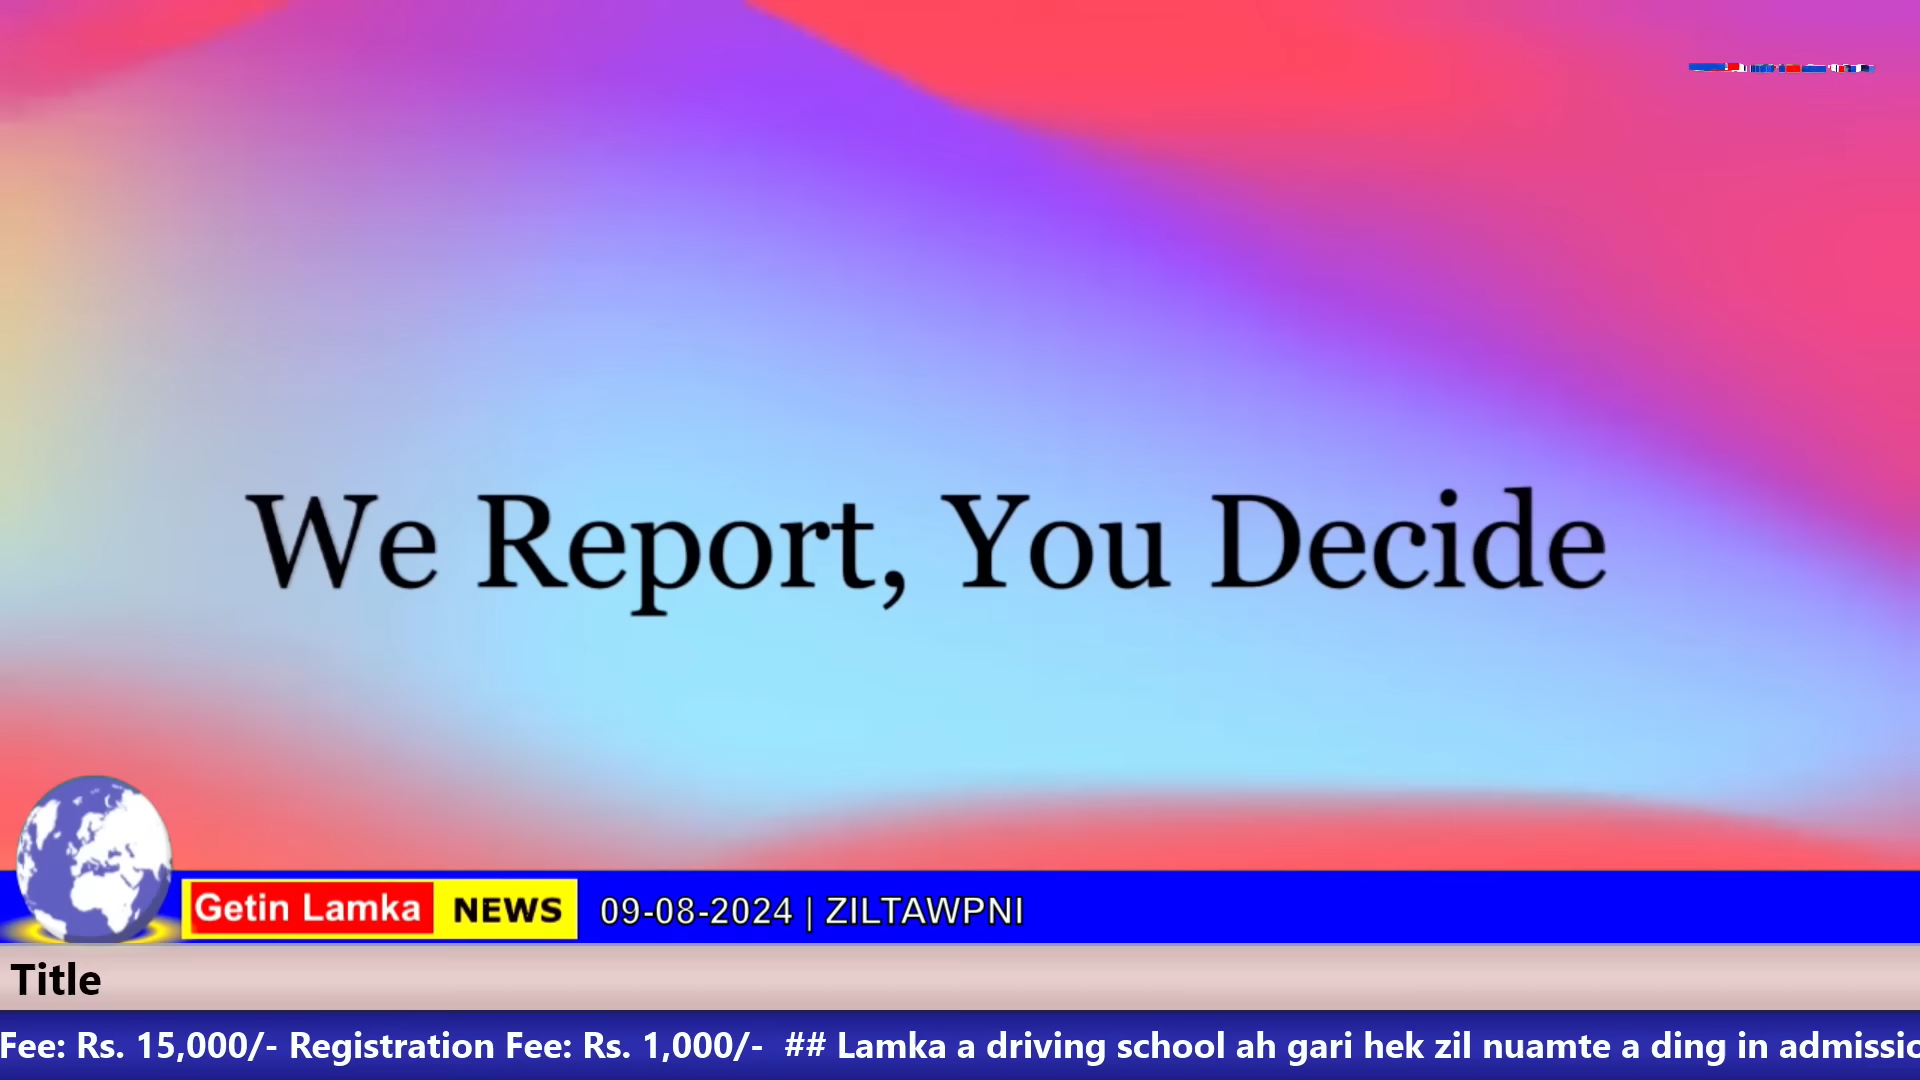 We Report, You Decide
Getin Lamka NEWS 09-08-2024 | ZILTAWPNI
Title
Fee: Rs. 15,000/- Registration Fee: Rs. 1,000/- ## Lamka a driving school ah gari hek zil nuamte a ding in